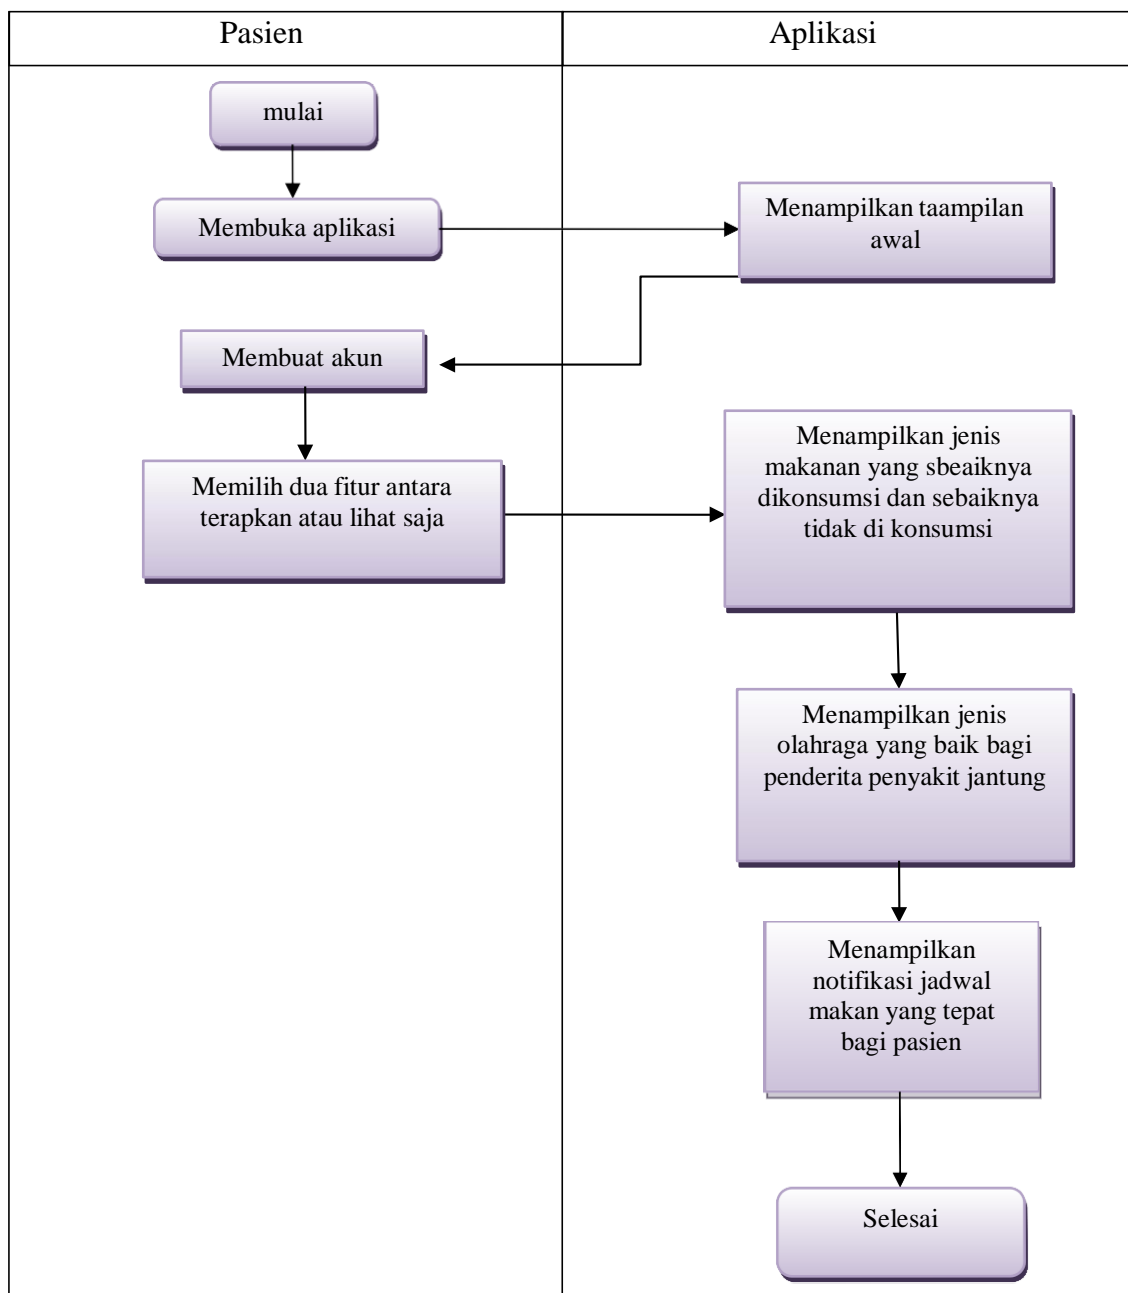 Pasien
Aplikasi
mulai
Membuka aplikasi
Menampilkan taampilan
awal
Membuat akun
Memilih dua fitur antara
terapkan atau lihat saja
Menampilkan jenis
makanan yang sbeaiknya
dikonsumsi dan sebaiknya
tidak di konsumsi
Menampilkan jenis
olahraga yang baik bagi
penderita penyakit jantung
Menampilkan
notifikasi jadwal
makan yang tepat
bagi pasien
Selesai